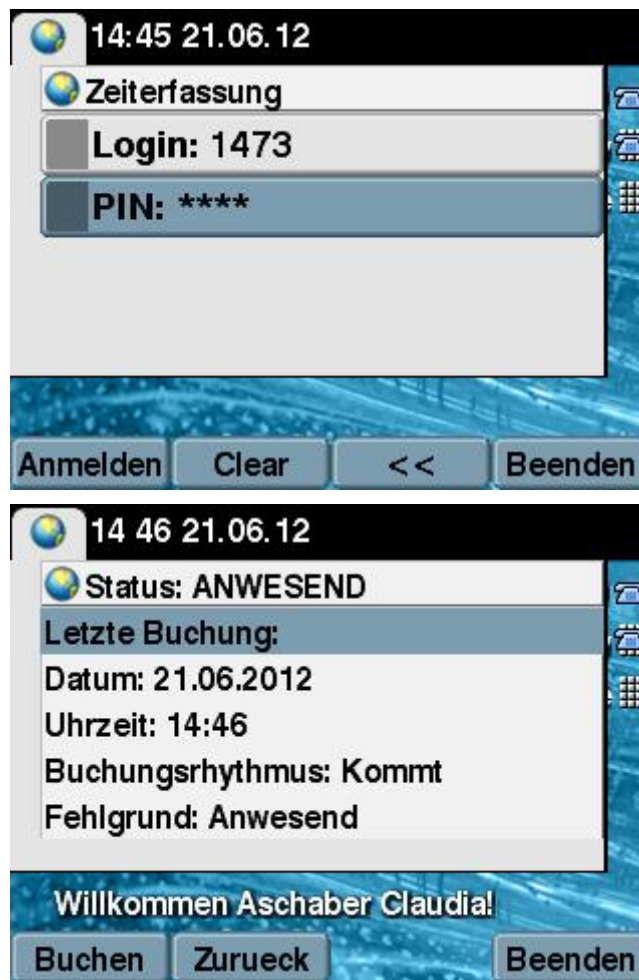 14:45 21.06.12
Zeiterfassung
Login: 1473
PIN: ****
Anmelden Clear << Beenden
14 46 21.06.12
Status: ANWESEND
Letzte Buchung:
Datum: 21.06.2012
Uhrzeit: 14:46
Buchungsrhythmus: Kommt
Fehlgrund: Anwesend
Willkommen Aschaber Claudia!
Buchen Zurueck Beenden